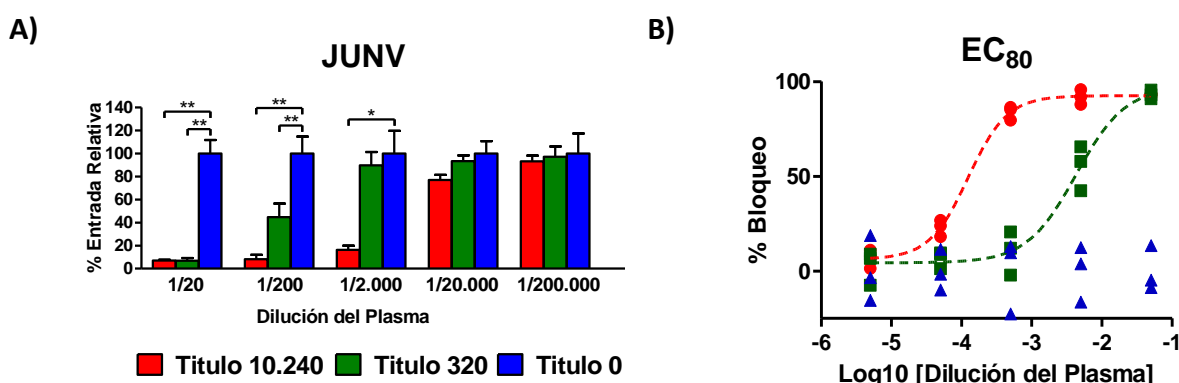 A)
JUNV
% Entrada Relativa
140
120
100
80
60
40
20
0
** ** ** ** *
1/20 1/200 1/2.000 1/20.000 1/200.000
Dilución del Plasma
Titulo 10.240 Titulo 320 Titulo 0
B)
EC80
% Bloqueo
100
50
0
-6 -5 -4 -3 -2 -1
Log10 [Dilución del Plasma]